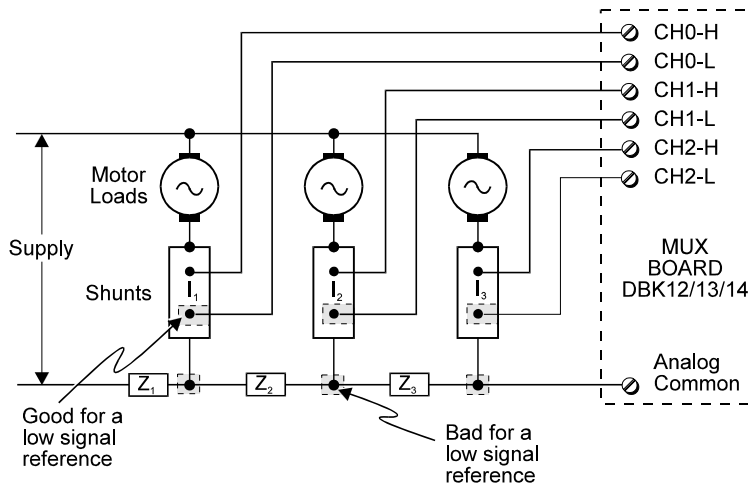 CH0-H
CH0-L
CH1-H
CH1-L
CH2-H
CH2-L
Motor
Loads
Supply
Shunts
I₁
I₂
I₃
MUX
BOARD
DBK12/13/14
Z₁
Z₂
Z₃
Analog
Common
Good for a
low signal
reference
Bad for a
low signal
reference